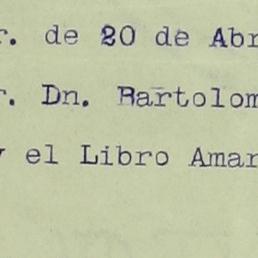 r. de 20 de Abr
r. Dn. Bartolom
y el Libro Amar